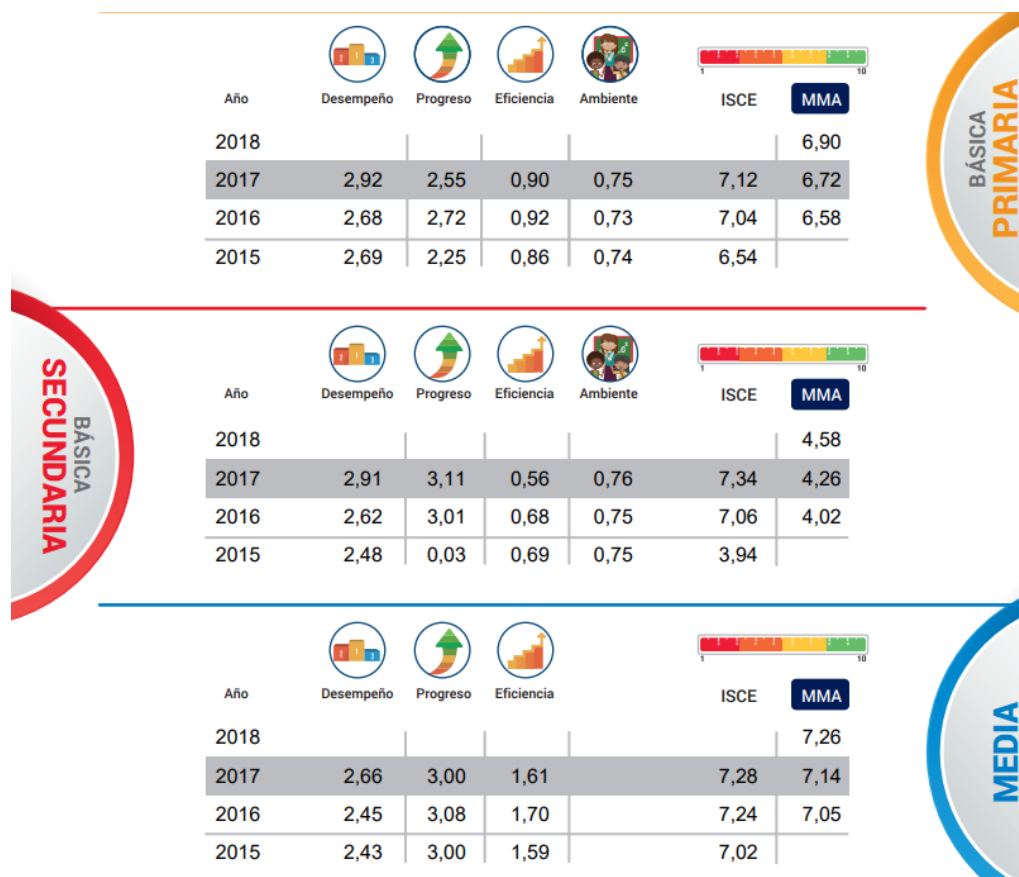 1 10
Año Desempeño Progreso Eficiencia Ambiente ISCE MMA
2018 6,90
2017 2,92 2,55 0,90 0,75 7,12 6,72
2016 2,68 2,72 0,92 0,73 7,04 6,58
2015 2,69 2,25 0,86 0,74 6,54
BÁSICA
PRIMARIA
1 10
Año Desempeño Progreso Eficiencia Ambiente ISCE MMA
2018 4,58
2017 2,91 3,11 0,56 0,76 7,34 4,26
2016 2,62 3,01 0,68 0,75 7,06 4,02
2015 2,48 0,03 0,69 0,75 3,94
BÁSICA
SECUNDARIA
1 10
Año Desempeño Progreso Eficiencia ISCE MMA
2018 7,26
2017 2,66 3,00 1,61 7,28 7,14
2016 2,45 3,08 1,70 7,24 7,05
2015 2,43 3,00 1,59 7,02
MEDIA